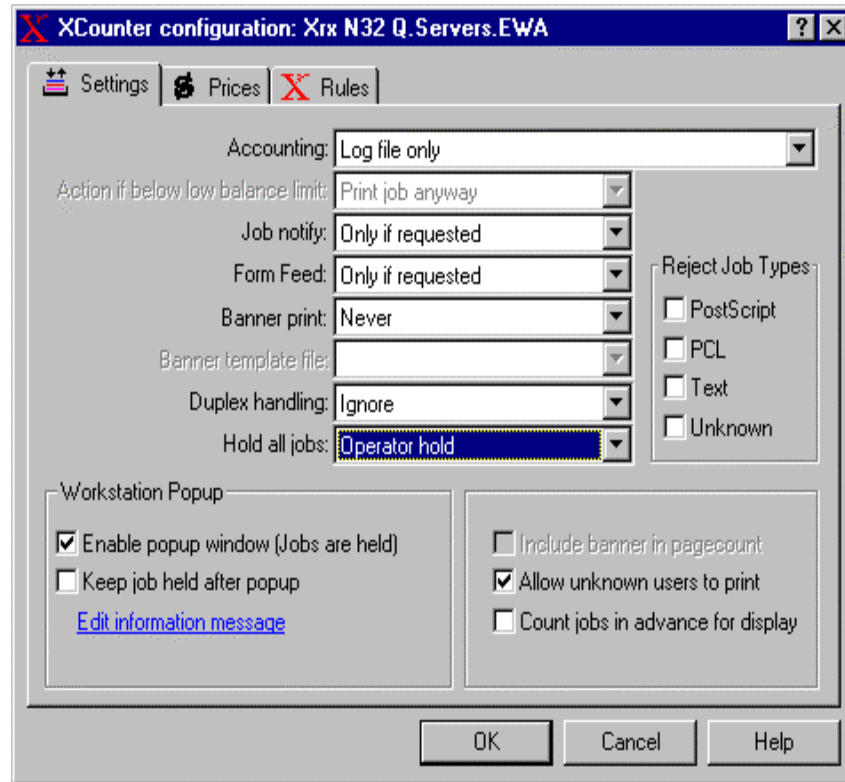 XCounter configuration: Xrx N32 Q.Servers.EWA
Settings Prices Rules
Accounting: Log file only
Action if below low balance limit: Print job anyway
Job notify: Only if requested
Form Feed: Only if requested
Banner print: Never
Banner template file:
Duplex handling: Ignore
Hold all jobs: Operator hold
Reject Job Types
PostScript
PCL
Text
Unknown
Workstation Popup
Enable popup window (Jobs are held)
Keep job held after popup
Edit information message
Include banner in pagecount
Allow unknown users to print
Count jobs in advance for display
OK Cancel Help